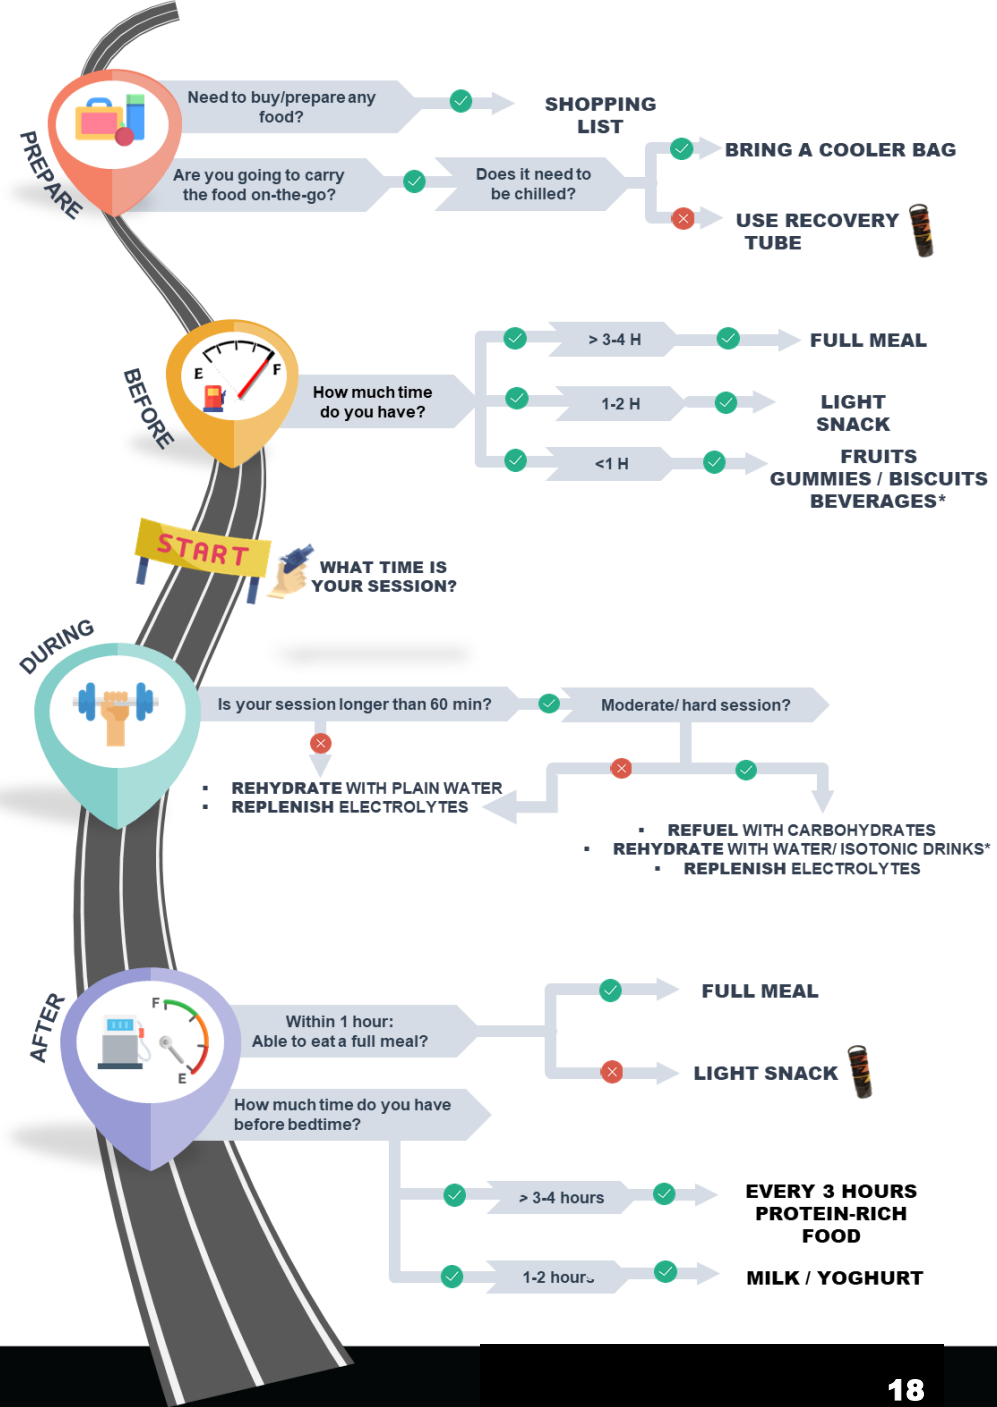 PREPARE
Need to buy/prepare any
food?
SHOPPING
LIST
Are you going to carry
the food on-the-go?
Does it need to
be chilled?
BRING A COOLER BAG
USE RECOVERY
TUBE
BEFORE
E
F
How much time
do you have?
> 3-4 H
FULL MEAL
1-2 H
LIGHT
SNACK
<1 H
FRUITS
GUMMIES / BISCUITS
BEVERAGES*
START
WHAT TIME IS
YOUR SESSION?
DURING
Is your session longer than 60 min?
Moderate/ hard session?
▪ REHYDRATE WITH PLAIN WATER
▪ REPLENISH ELECTROLYTES
▪ REFUEL WITH CARBOHYDRATES
▪ REHYDRATE WITH WATER/ ISOTONIC DRINKS*
▪ REPLENISH ELECTROLYTES
AFTER
F
E
Within 1 hour:
Able to eat a full meal?
FULL MEAL
LIGHT SNACK
How much time do you have
before bedtime?
> 3-4 hours
EVERY 3 HOURS
PROTEIN-RICH
FOOD
1-2 hours
MILK / YOGHURT
18